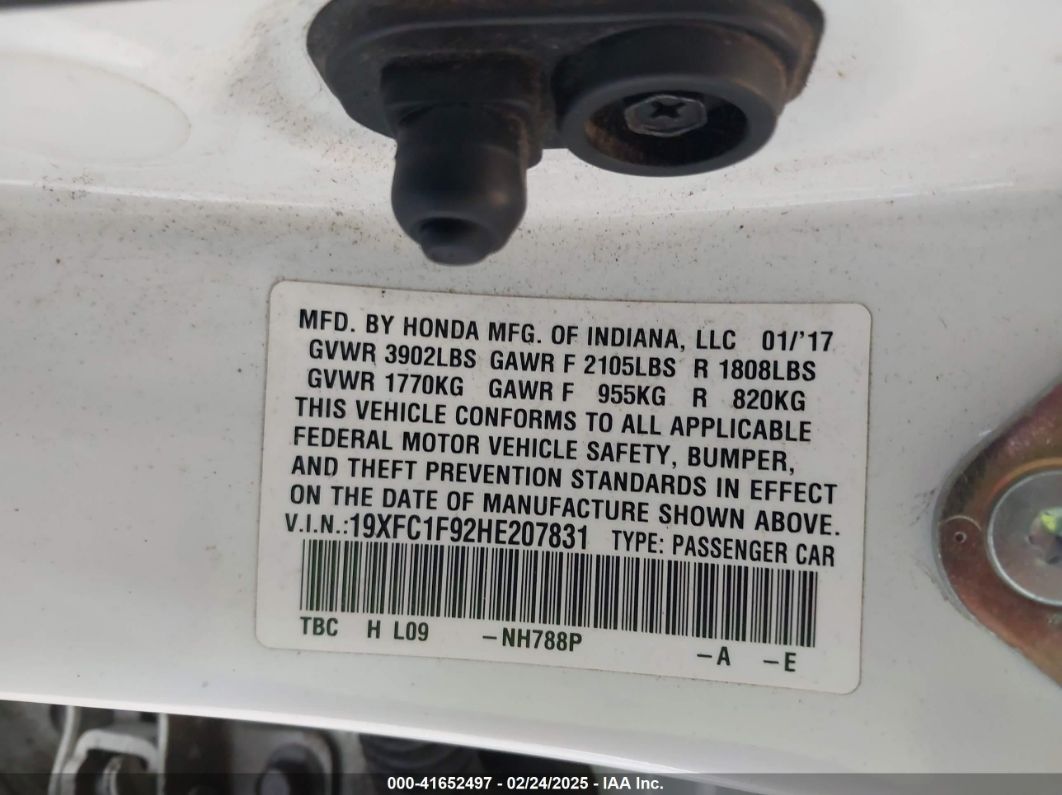 MFD. BY HONDA MFG. OF INDIANA, LLC 01/'17
GVWR 3902LBS GAWR F 2105LBS R 1808LBS
GVWR 1770KG GAWR F 955KG R 820KG
THIS VEHICLE CONFORMS TO ALL APPLICABLE
FEDERAL MOTOR VEHICLE SAFETY, BUMPER,
AND THEFT PREVENTION STANDARDS IN EFFECT
ON THE DATE OF MANUFACTURE SHOWN ABOVE.
V.I.N.:19XFC1F92HE207831 TYPE: PASSENGER CAR
TBC H L09 -NH788P -A -E
000-41652497 - 02/24/2025 - IAA Inc.